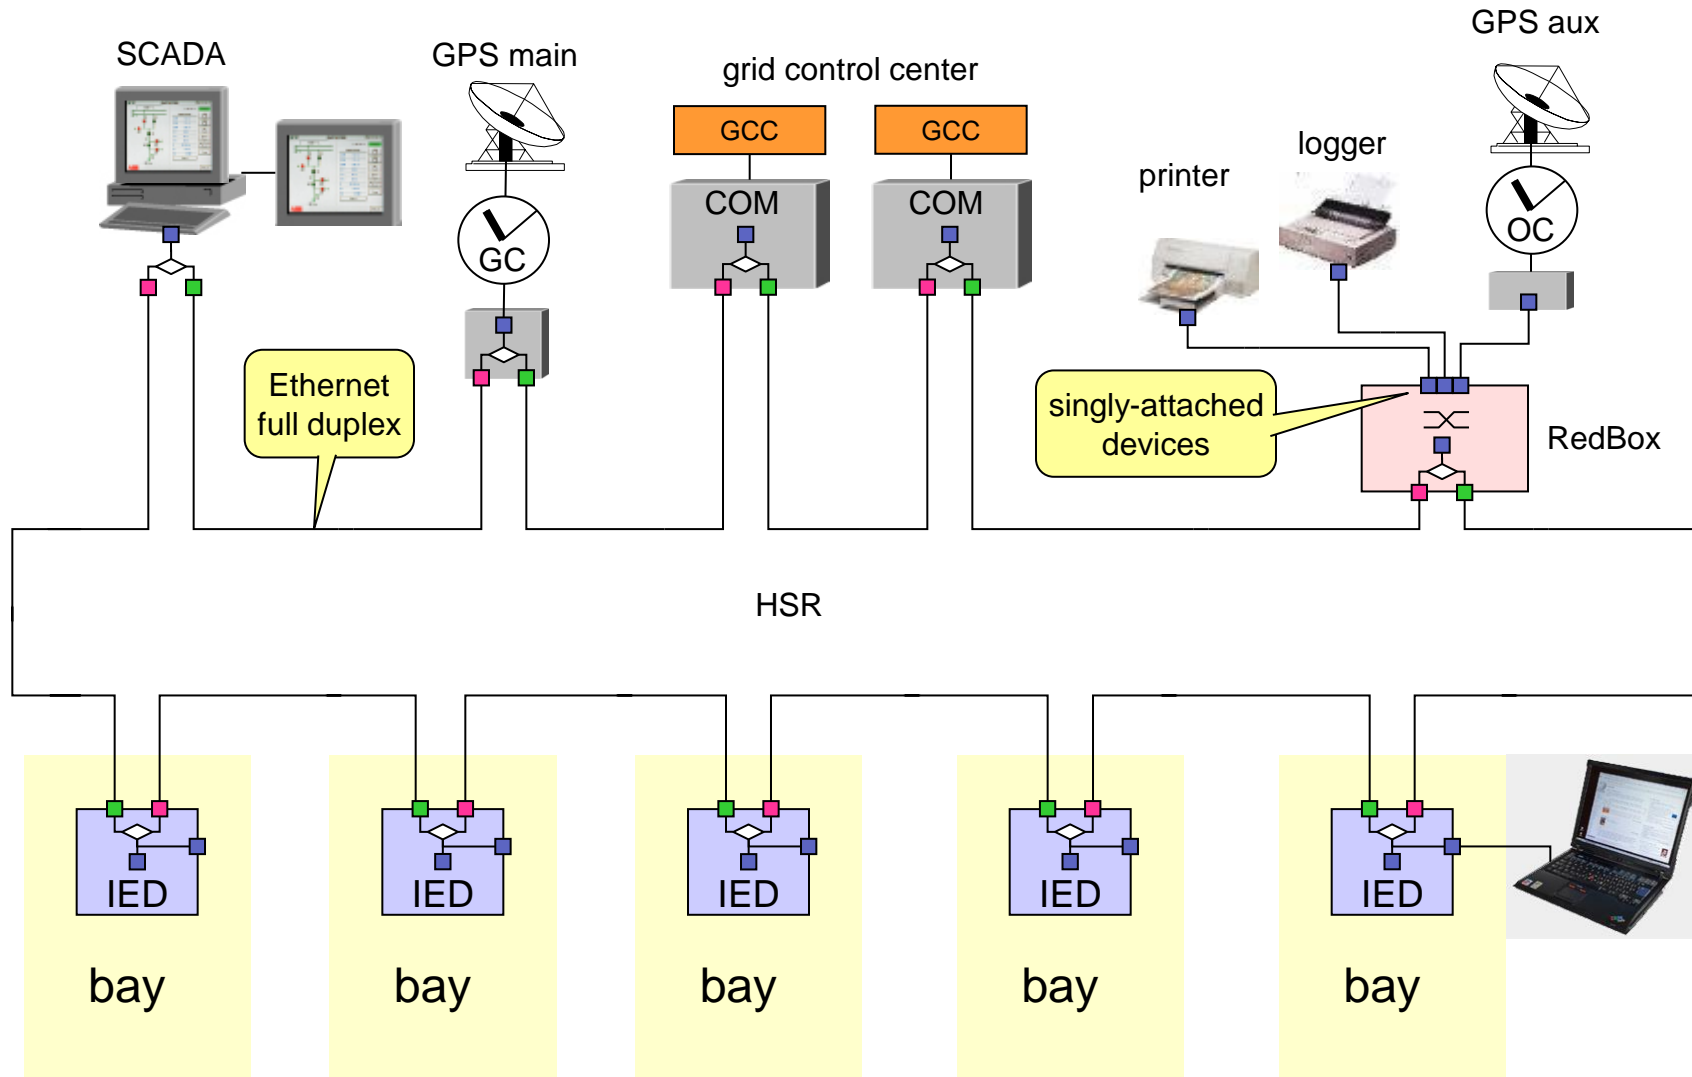 SCADA
GPS main
grid control center
GPS aux
GCC
GCC
logger
printer
COM
COM
GC
OC
Ethernet
full duplex
singly-attached
devices
RedBox
HSR
IED
IED
IED
IED
IED
bay
bay
bay
bay
bay